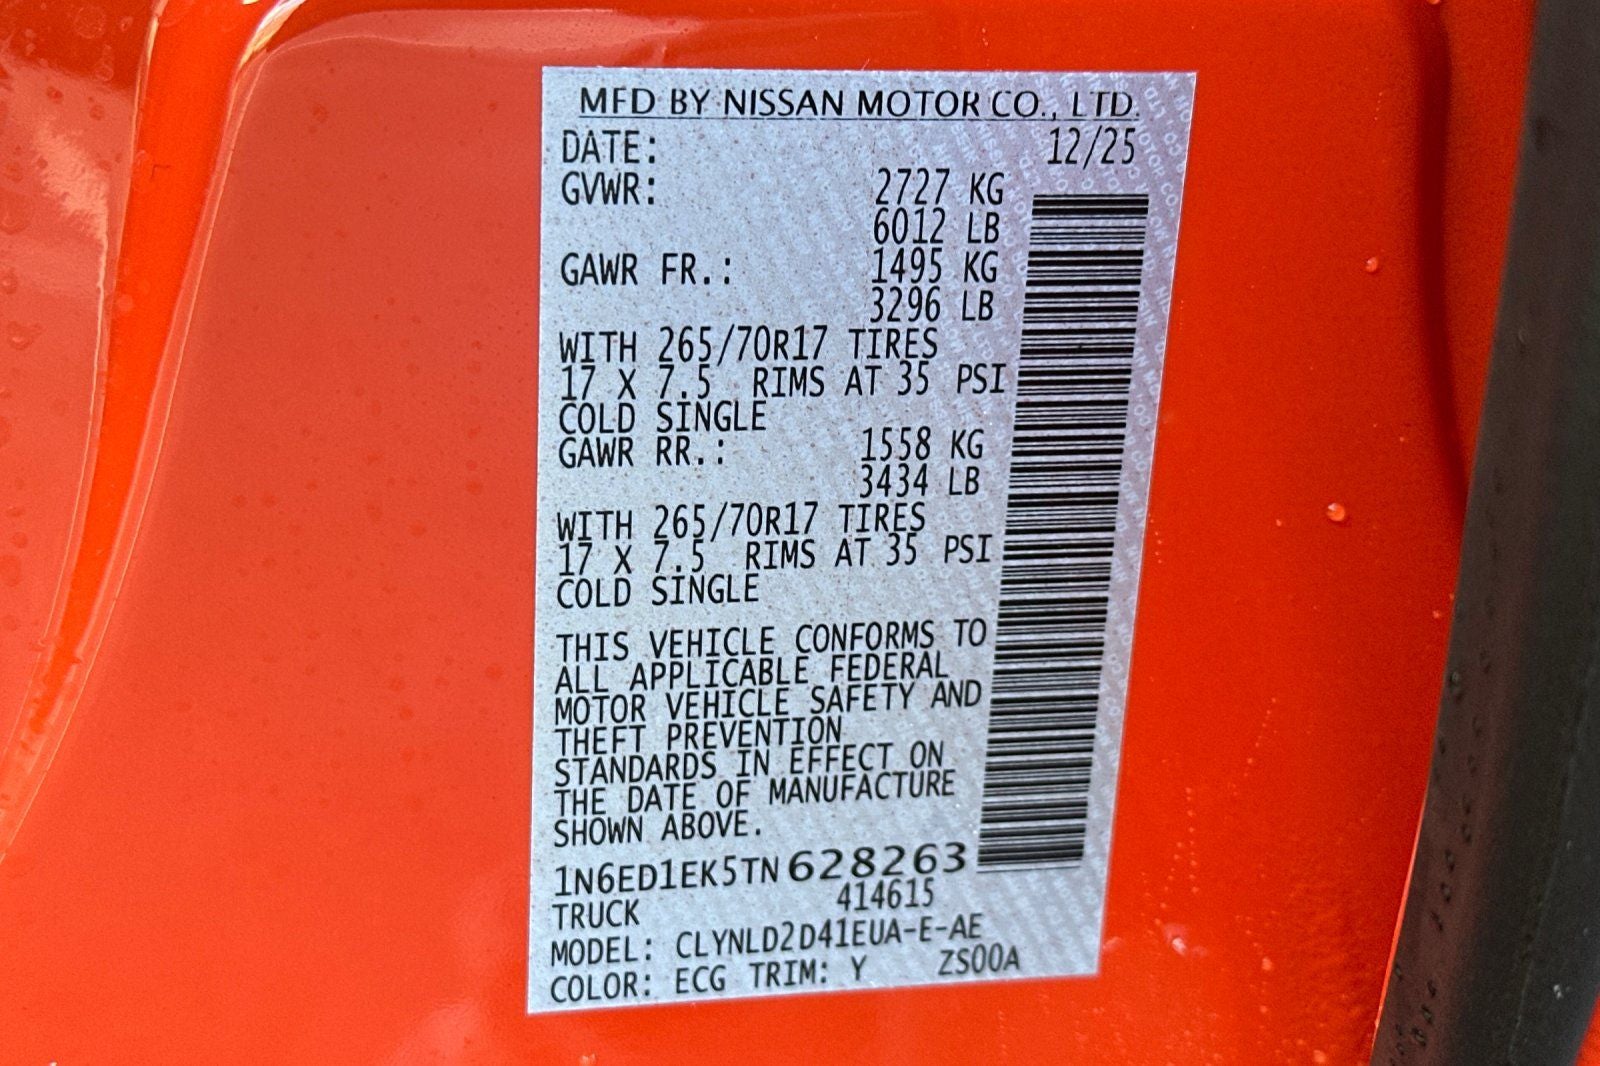 MFD BY NISSAN MOTOR CO., LTD.
DATE: 12/25
GVWR: 2727 KG
6012 LB
GAWR FR.: 1495 KG
3296 LB
WITH 265/70R17 TIRES
17 X 7.5 RIMS AT 35 PSI
COLD SINGLE
GAWR RR.: 1558 KG
3434 LB
WITH 265/70R17 TIRES
17 X 7.5 RIMS AT 35 PSI
COLD SINGLE
THIS VEHICLE CONFORMS TO
ALL APPLICABLE FEDERAL
MOTOR VEHICLE SAFETY AND
THEFT PREVENTION
STANDARDS IN EFFECT ON
THE DATE OF MANUFACTURE
SHOWN ABOVE.
1N6ED1EK5TN628263
TRUCK 414615
MODEL: CLYNLD2D41EUA-E-AE
COLOR: ECG TRIM: Y ZS00A